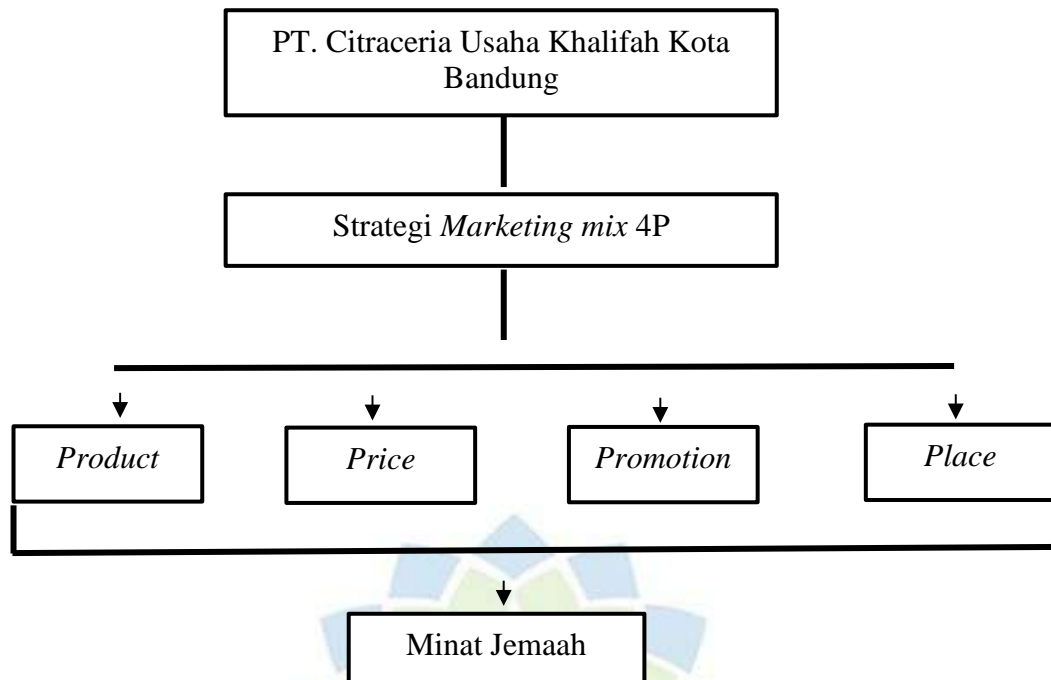 PT. Citraceria Usaha Khalifah Kota
Bandung
Strategi Marketing mix 4P
Product
Price
Promotion
Place
Minat Jemaah